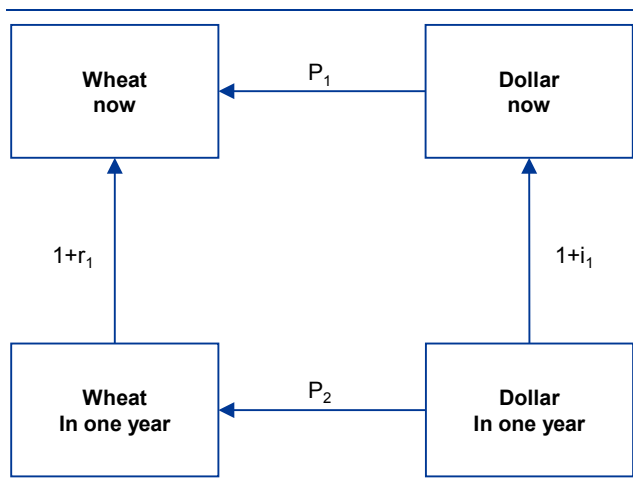 Wheat
now
P₁
Dollar
now
1+r₁
1+i₁
Wheat
In one year
P₂
Dollar
In one year